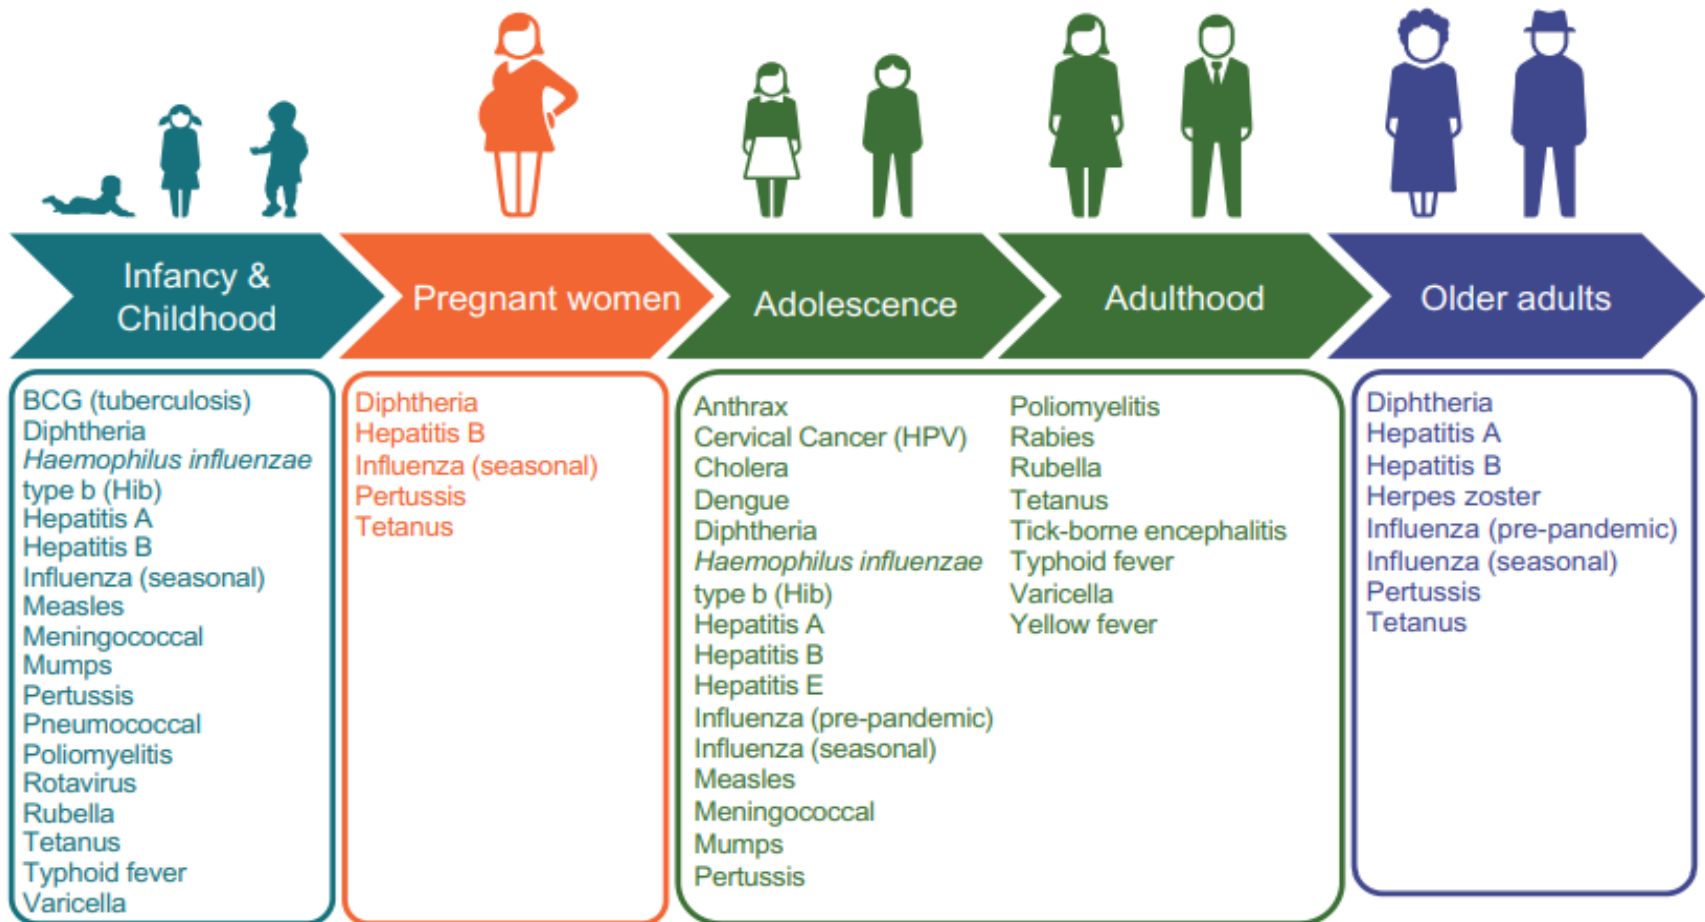 Infancy &
Childhood
Pregnant women
Adolescence
Adulthood
Older adults
BCG (tuberculosis)
Diphtheria
Haemophilus influenzae
type b (Hib)
Hepatitis A
Hepatitis B
Influenza (seasonal)
Measles
Meningococcal
Mumps
Pertussis
Pneumococcal
Poliomyelitis
Rotavirus
Rubella
Tetanus
Typhoid fever
Varicella
Diphtheria
Hepatitis B
Influenza (seasonal)
Pertussis
Tetanus
Anthrax
Cervical Cancer (HPV)
Cholera
Dengue
Diphtheria
Haemophilus influenzae
type b (Hib)
Hepatitis A
Hepatitis B
Hepatitis E
Influenza (pre-pandemic)
Influenza (seasonal)
Measles
Meningococcal
Mumps
Pertussis
Poliomyelitis
Rabies
Rubella
Tetanus
Tick-borne encephalitis
Typhoid fever
Varicella
Yellow fever
Diphtheria
Hepatitis A
Hepatitis B
Herpes zoster
Influenza (pre-pandemic)
Influenza (seasonal)
Pertussis
Tetanus